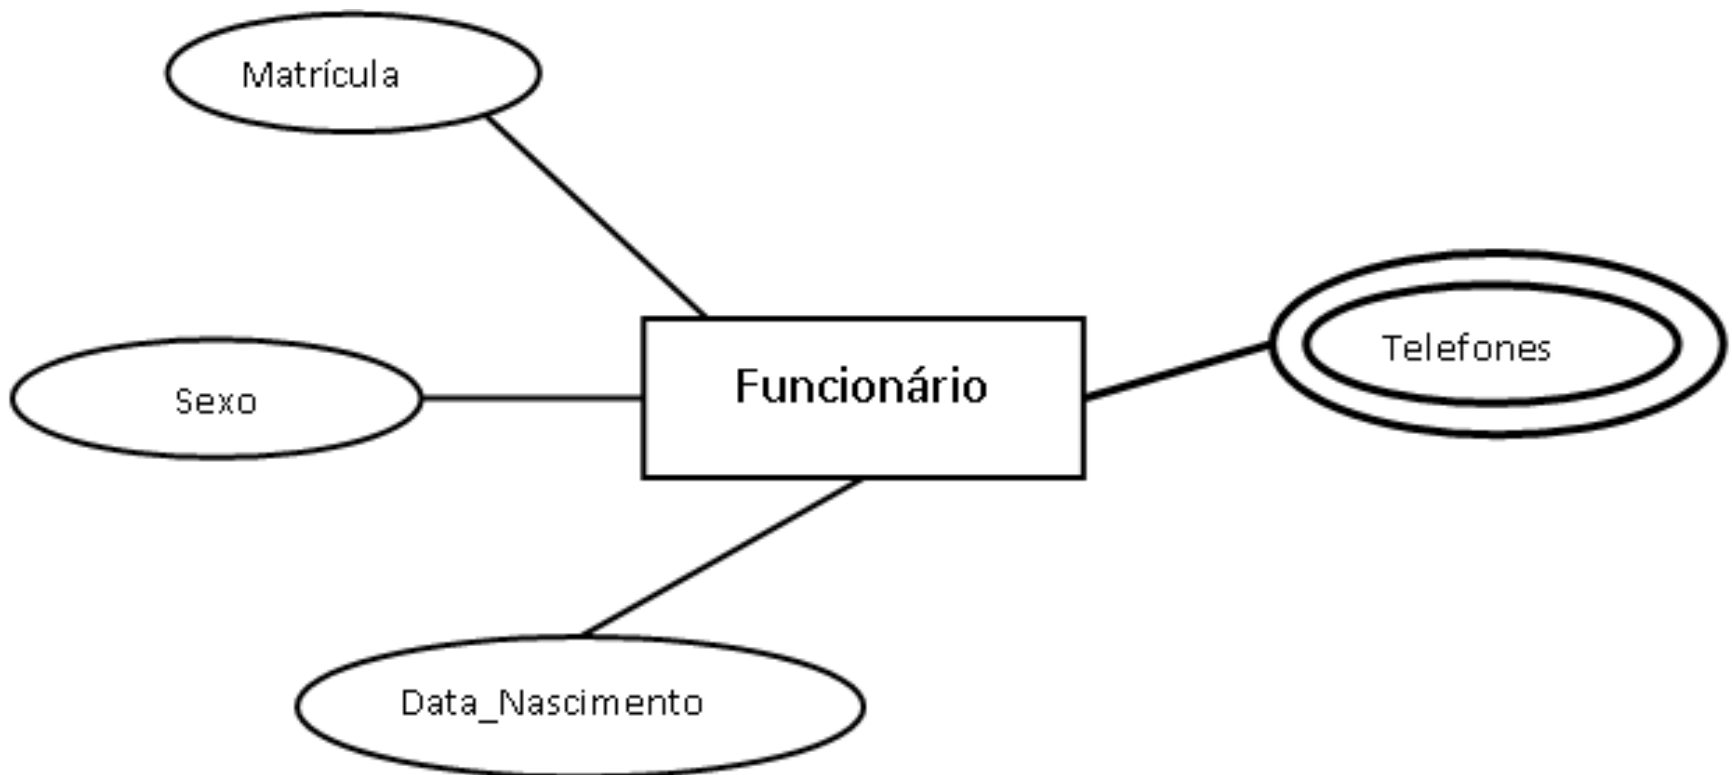 Matrícula
Sexo
Funcionário
Telefones
Data_Nascimento